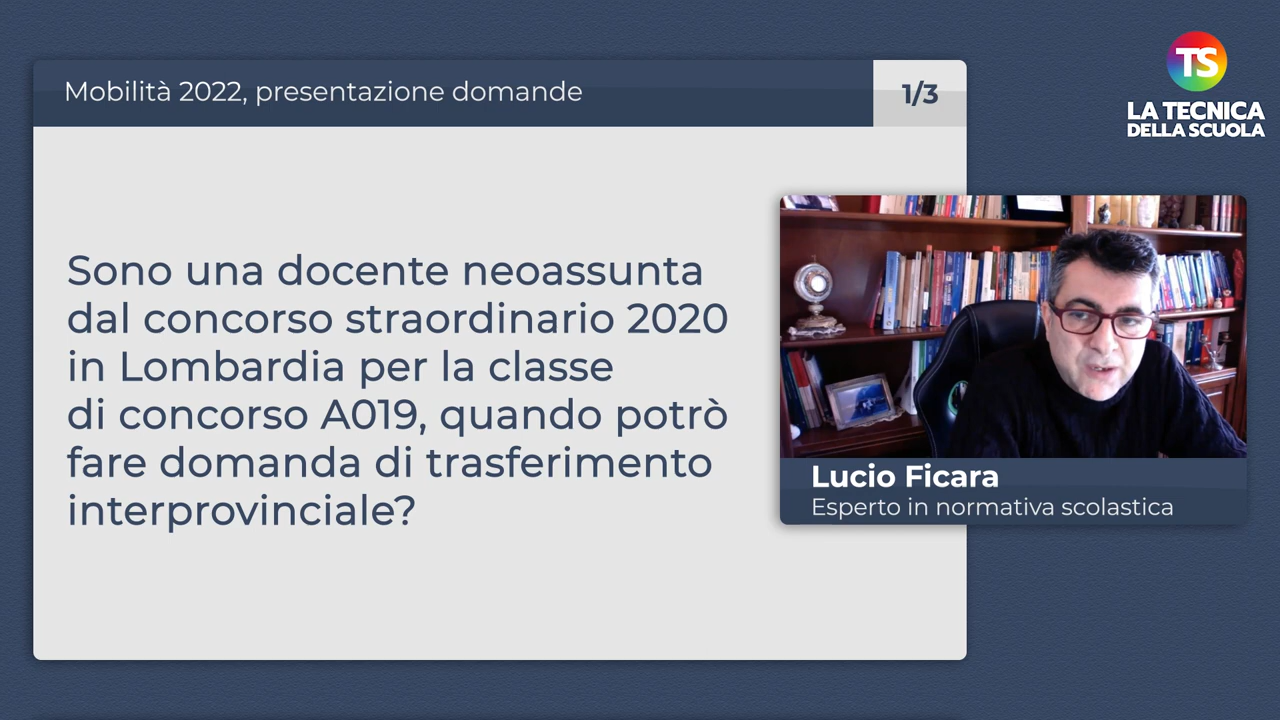 Mobilità 2022, presentazione domande
1/3
Sono una docente neoassunta
dal concorso straordinario 2020
in Lombardia per la classe
di concorso A019, quando potrò
fare domanda di trasferimento
interprovinciale?
TS
LA TECNICA
DELLA SCUOLA
Lucio Ficara
Esperto in normativa scolastica